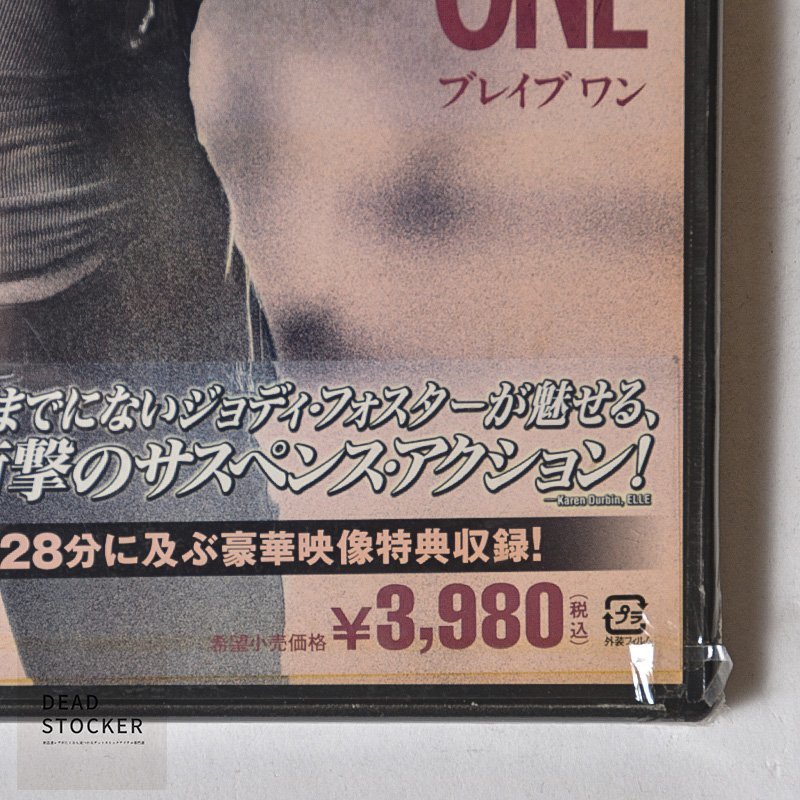 ONE
ブレイブ ワン
までにないジョディ・フォスターが魅せる、
撃のサスペンス・アクション!
—Karen Durbin, ELLE
28分に及ぶ豪華映像特典収録!
希望小売価格 ¥3,980(税込)
プラ
外装フィルム
DEAD
STOCKER